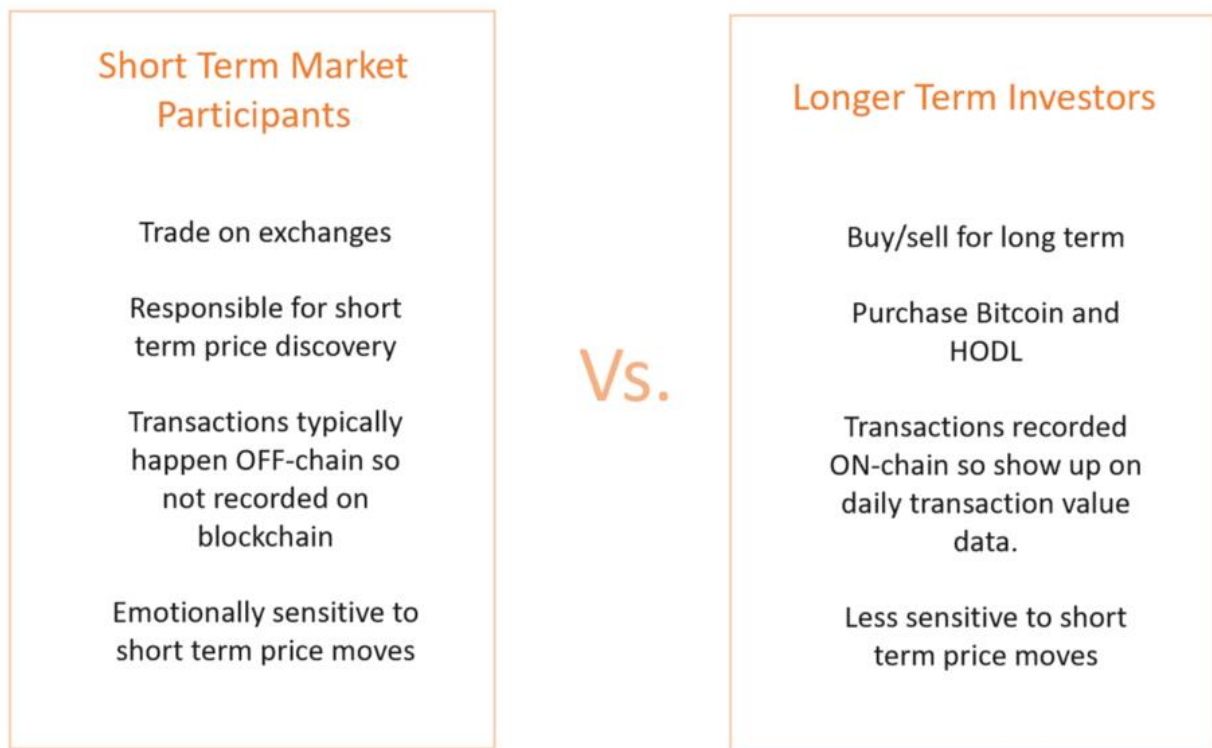 Short Term Market
Participants
Trade on exchanges
Responsible for short
term price discovery
Transactions typically
happen OFF-chain so
not recorded on
blockchain
Emotionally sensitive to
short term price moves
Vs.
Longer Term Investors
Buy/sell for long term
Purchase Bitcoin and
HODL
Transactions recorded
ON-chain so show up on
daily transaction value
data.
Less sensitive to short
term price moves